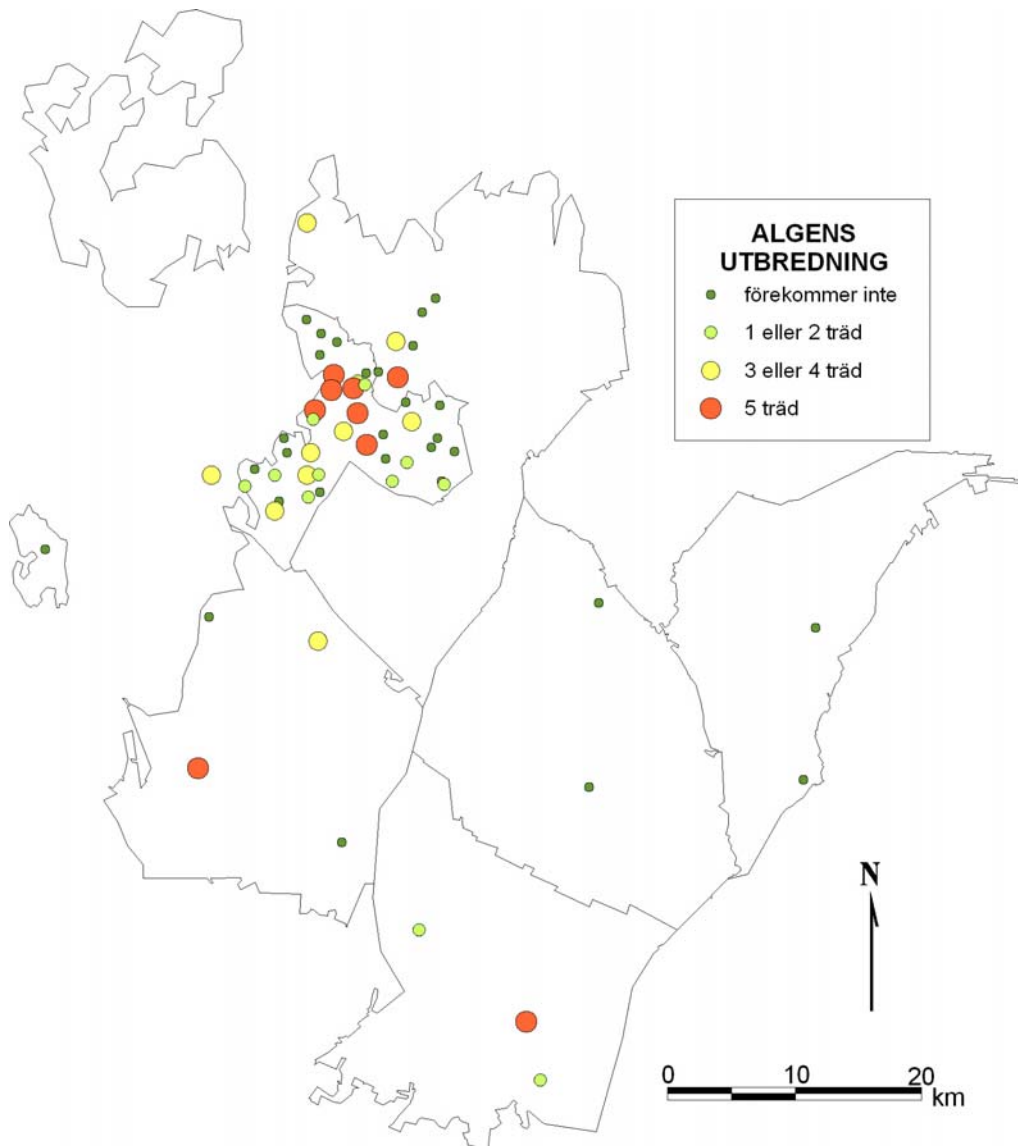 ALGENS
UTBREDNING
förekommer inte
1 eller 2 träd
3 eller 4 träd
5 träd
N
0 10 20
km